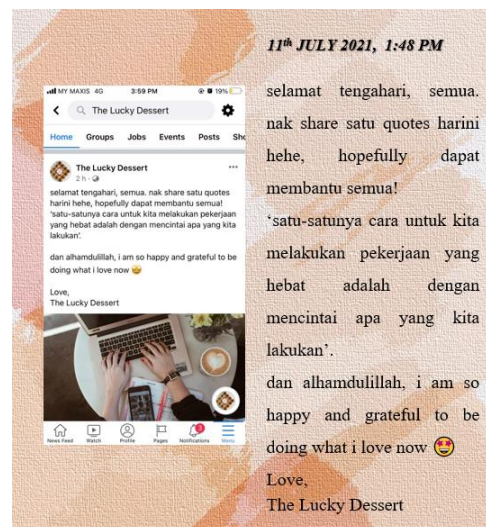 11th JULY 2021, 1:48 PM
MY MAXIS 4G 3:59 PM 19%
The Lucky Dessert
Home Groups Jobs Events Posts Sh
The Lucky Dessert
2 h
selamat tengahari, semua. nak share satu quotes
harini hehe, hopefully dapat membantu semua!
'satu-satunya cara untuk kita melakukan pekerjaan
yang hebat adalah dengan mencintai apa yang kita
lakukan'.
dan alhamdulillah, i am so happy and grateful to be
doing what i love now 🤩
Love,
The Lucky Dessert
News Feed Watch Profile Pages Notifications Menu
3
selamat tengahari, semua.
nak share satu quotes harini
hehe, hopefully dapat
membantu semua!
'satu-satunya cara untuk kita
melakukan pekerjaan yang
hebat adalah dengan
mencintai apa yang kita
lakukan'.
dan alhamdulillah, i am so
happy and grateful to be
doing what i love now 🤩
Love,
The Lucky Dessert